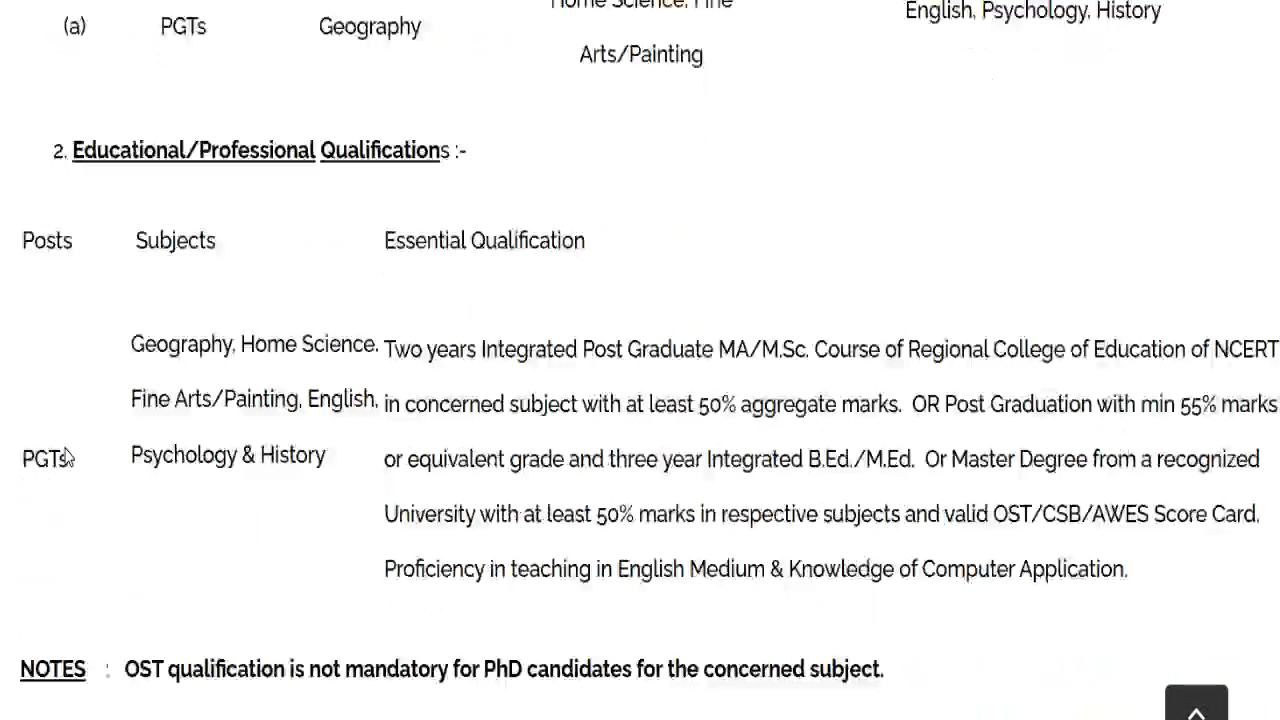 Home Science, Fine
English, Psychology, History
(a) PGTs Geography
Arts/Painting
2. Educational/Professional Qualifications :-
Posts Subjects Essential Qualification
Geography, Home Science, Two years Integrated Post Graduate MA/M.Sc. Course of Regional College of Education of NCERT
Fine Arts/Painting, English, in concerned subject with at least 50% aggregate marks. OR Post Graduation with min 55% marks
PGTs Psychology & History or equivalent grade and three year Integrated B.Ed./M.Ed. Or Master Degree from a recognized
University with at least 50% marks in respective subjects and valid OST/CSB/AWES Score Card,
Proficiency in teaching in English Medium & Knowledge of Computer Application.
NOTES : OST qualification is not mandatory for PhD candidates for the concerned subject.